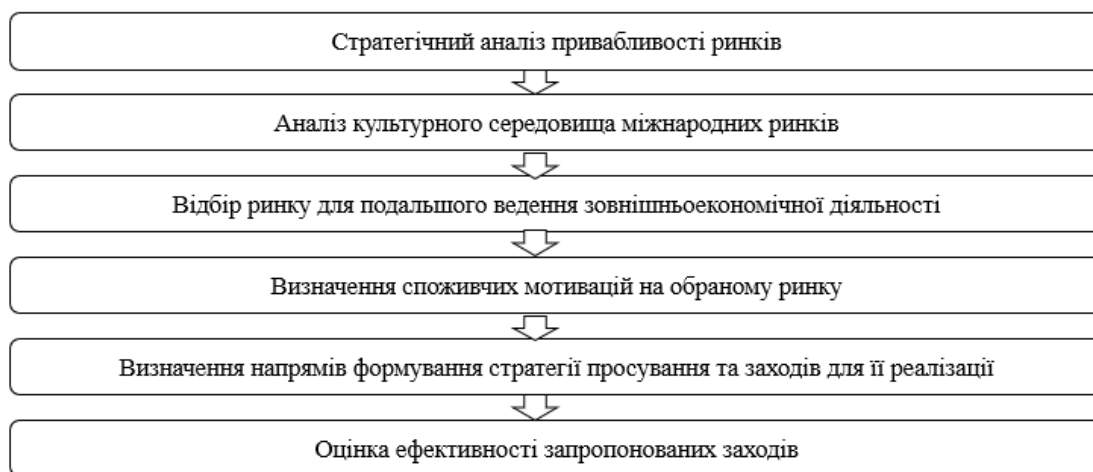 Стратегічний аналіз привабливості ринків
Аналіз культурного середовища міжнародних ринків
Відбір ринку для подальшого ведення зовнішньоекономічної діяльності
Визначення споживчих мотивацій на обраному ринку
Визначення напрямів формування стратегії просування та заходів для її реалізації
Оцінка ефективності запропонованих заходів